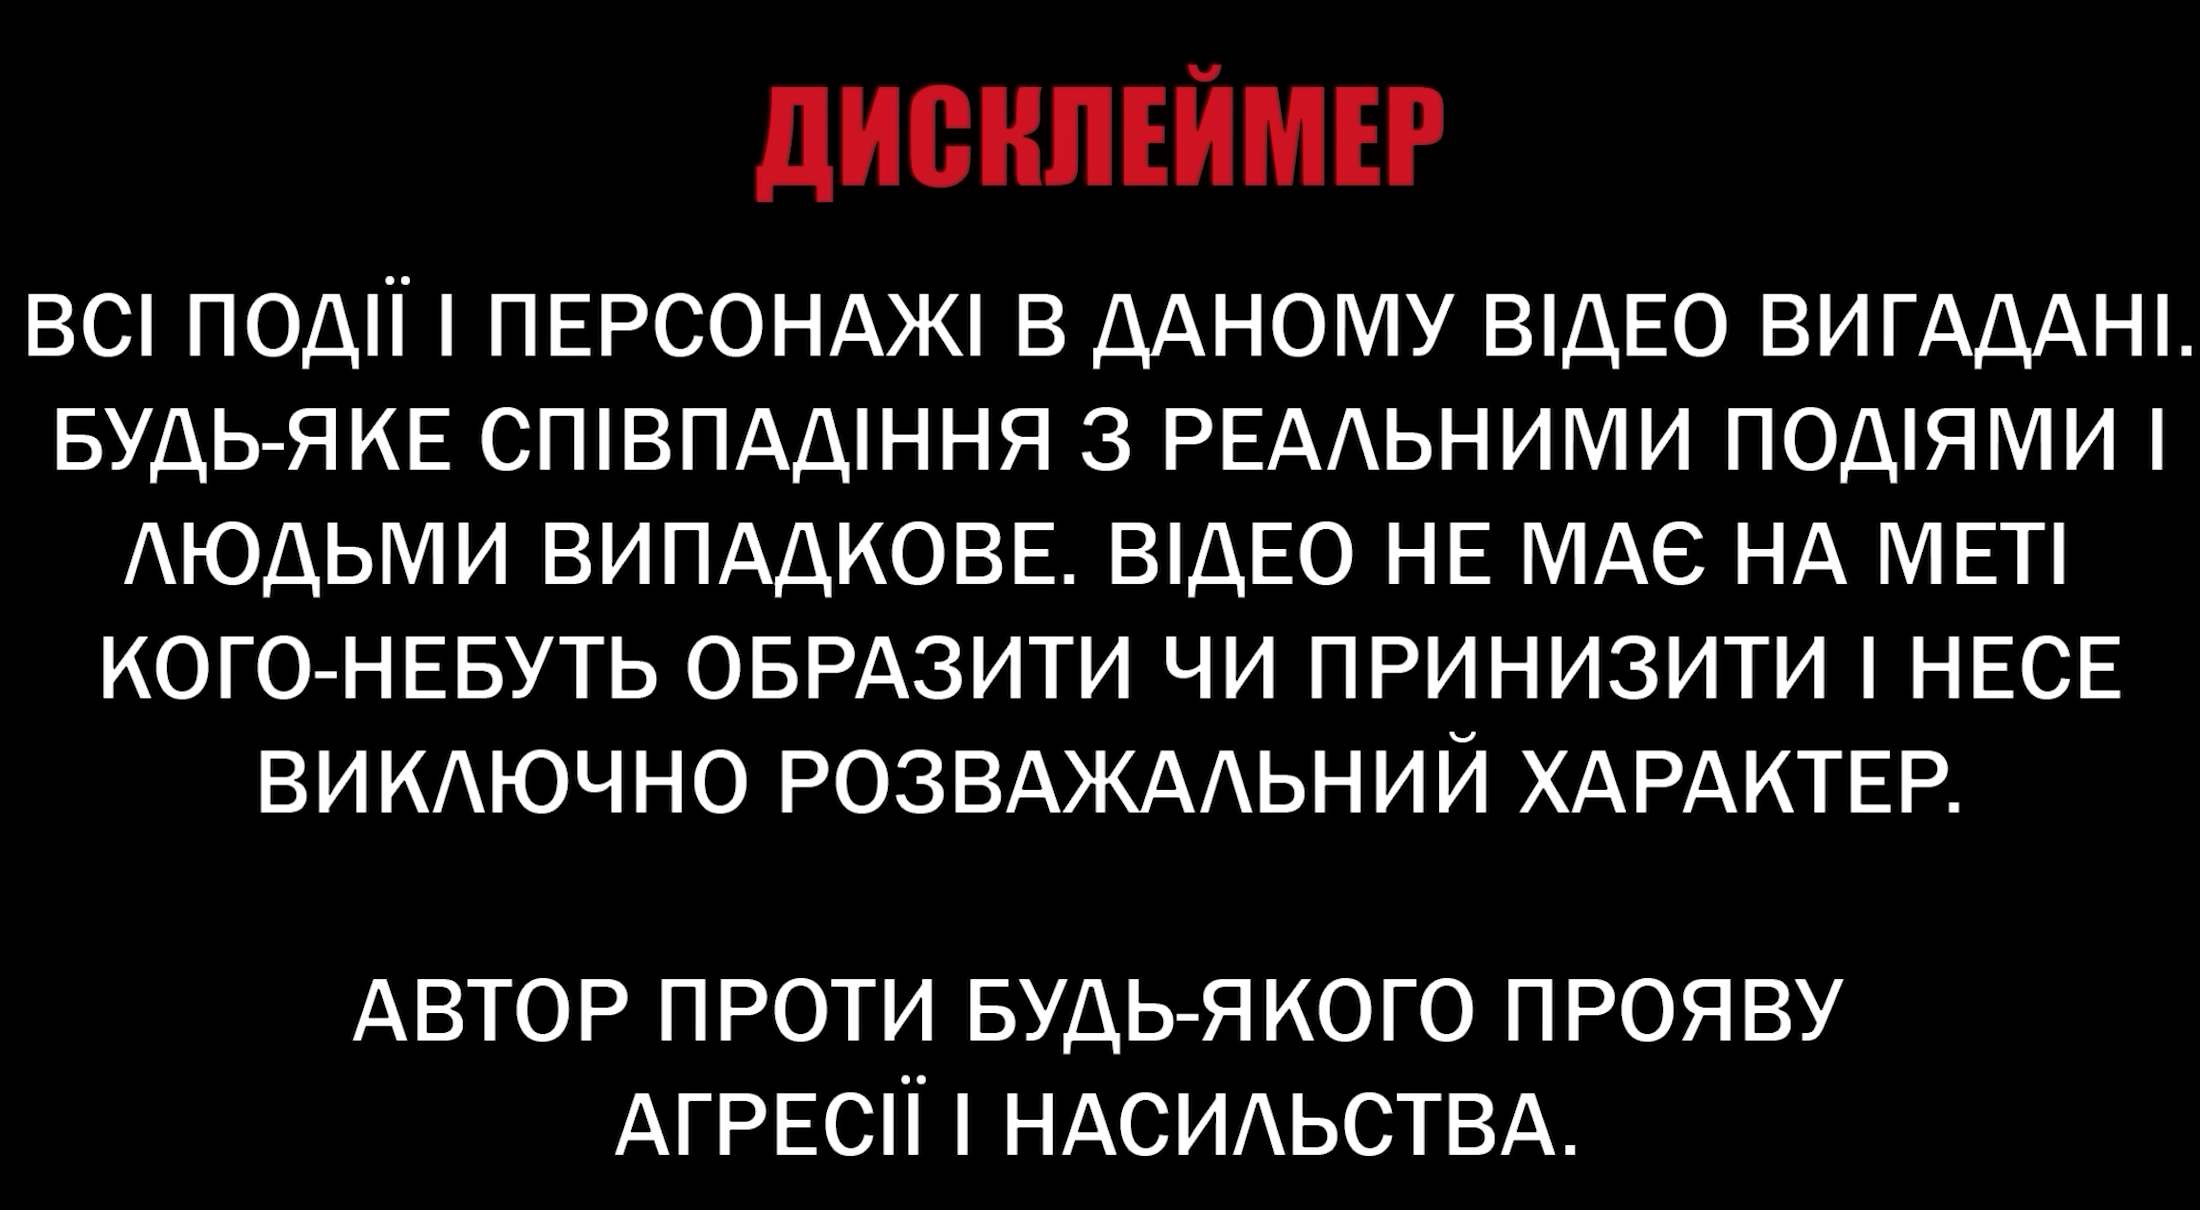 ДИСКЛЕЙМЕР
ВСІ ПОДІЇ І ПЕРСОНАЖІ В ДАНОМУ ВІДЕО ВИГАДАНІ.
БУДЬ-ЯКЕ СПІВПАДІННЯ З РЕАЛЬНИМИ ПОДІЯМИ І
ЛЮДЬМИ ВИПАДКОВЕ. ВІДЕО НЕ МАЄ НА МЕТІ
КОГО-НЕБУТЬ ОБРАЗИТИ ЧИ ПРИНИЗИТИ І НЕСЕ
ВИКЛЮЧНО РОЗВАЖАЛЬНИЙ ХАРАКТЕР.
АВТОР ПРОТИ БУДЬ-ЯКОГО ПРОЯВУ
АГРЕСІЇ І НАСИЛЬСТВА.